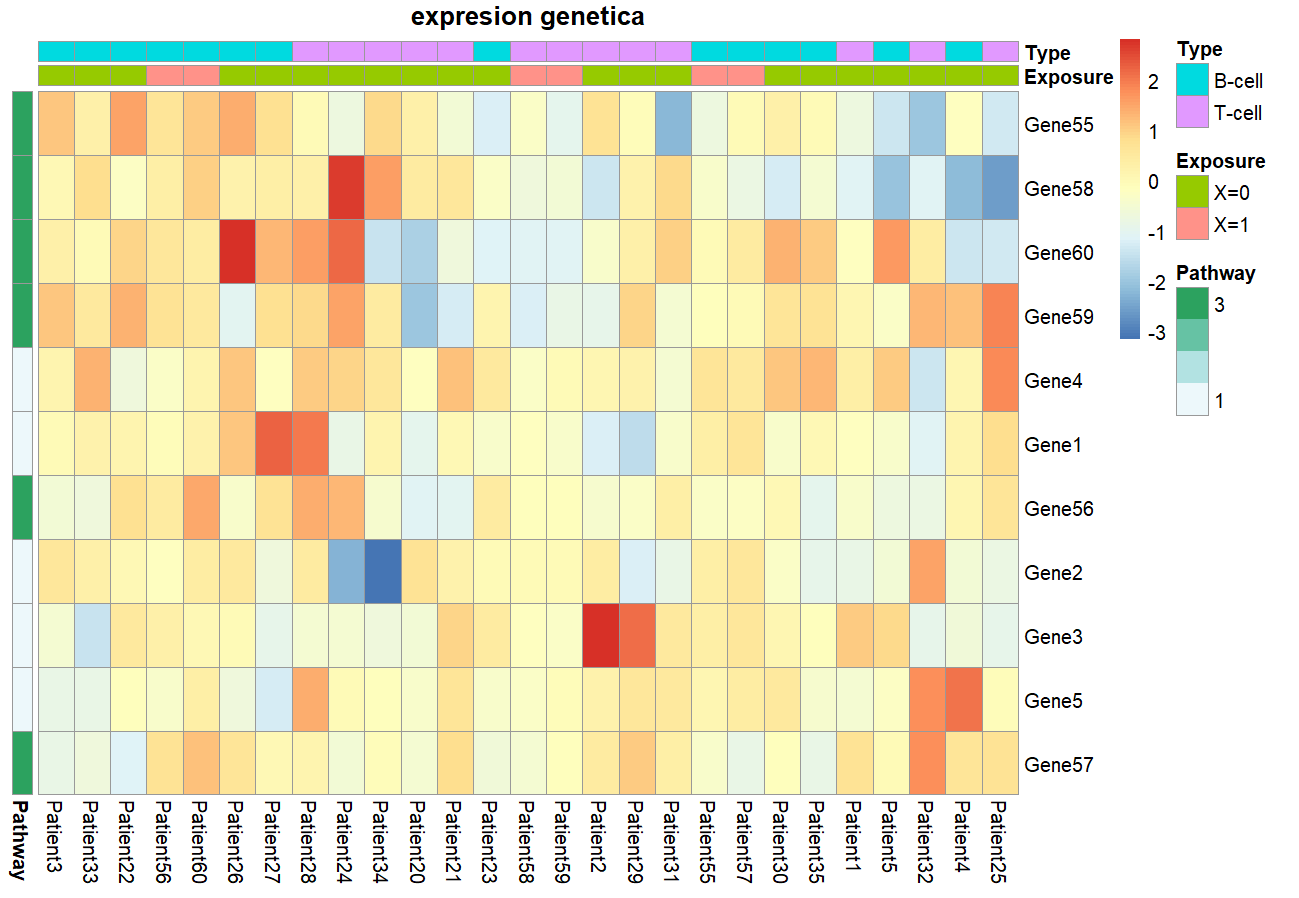 expresion genetica
Type
Exposure
Gene55
Gene58
Gene60
Gene59
Gene4
Gene1
Gene56
Gene2
Gene3
Gene5
Gene57
Pathway
Patient3
Patient33
Patient22
Patient56
Patient60
Patient26
Patient27
Patient28
Patient24
Patient34
Patient20
Patient21
Patient23
Patient58
Patient59
Patient2
Patient29
Patient31
Patient55
Patient57
Patient30
Patient35
Patient1
Patient5
Patient32
Patient4
Patient25
2
1
0
-1
-2
-3
Type
B-cell
T-cell
Exposure
X=0
X=1
Pathway
3
1